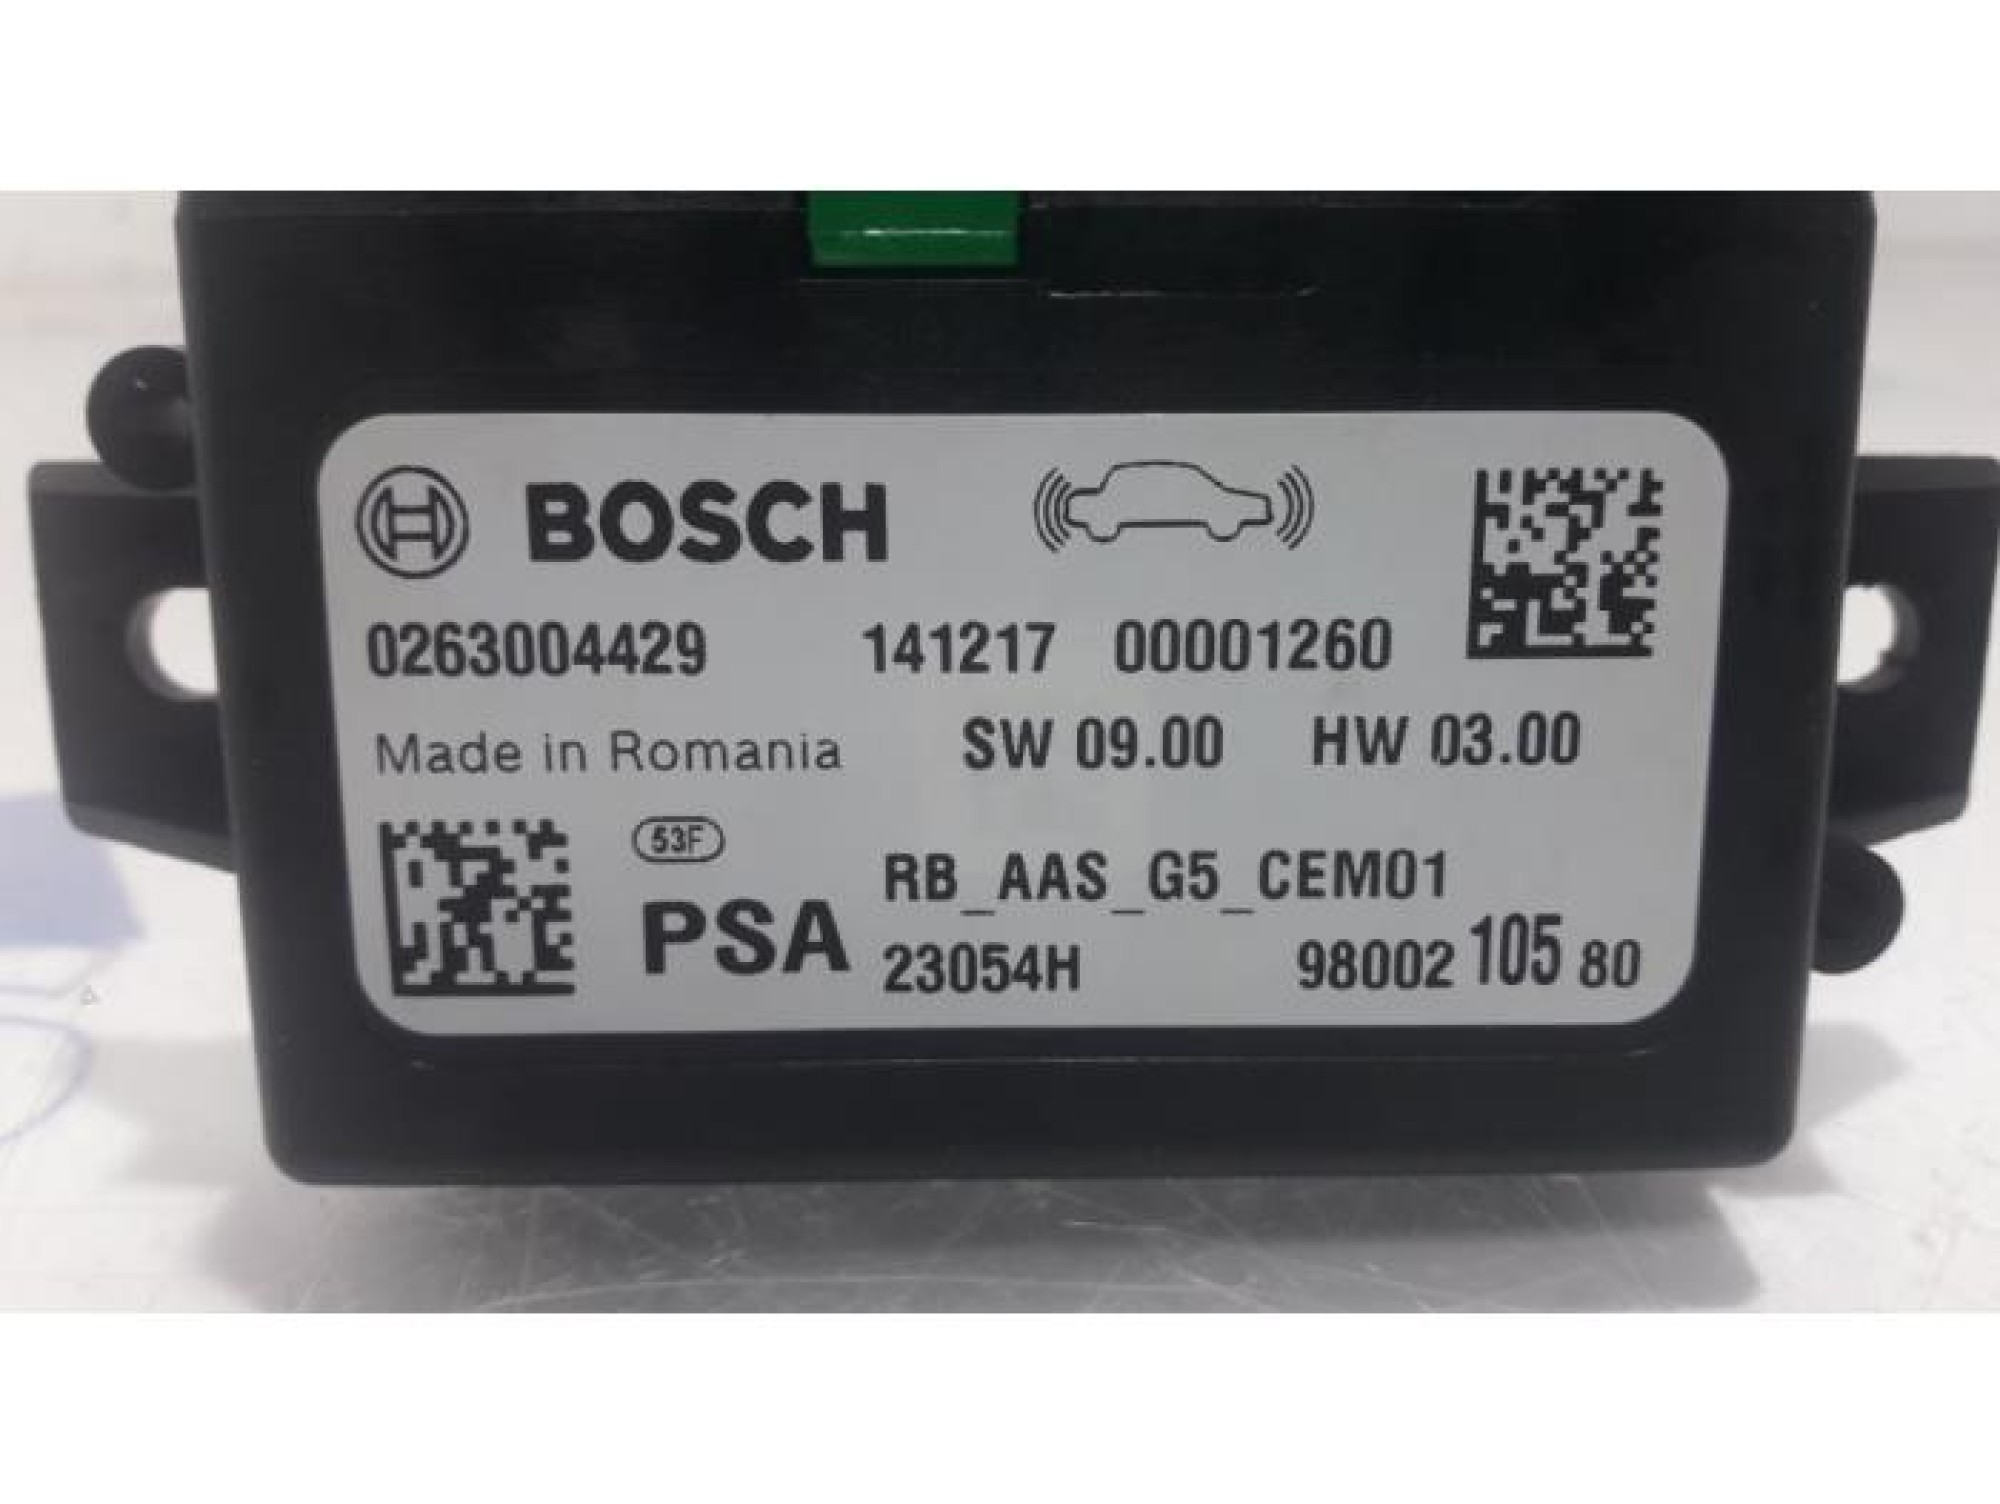 BOSCH
0263004429 141217 00001260
Made in Romania SW 09.00 HW 03.00
53F
RB_AAS_G5_CEM01
PSA 23054H 98002 105 80